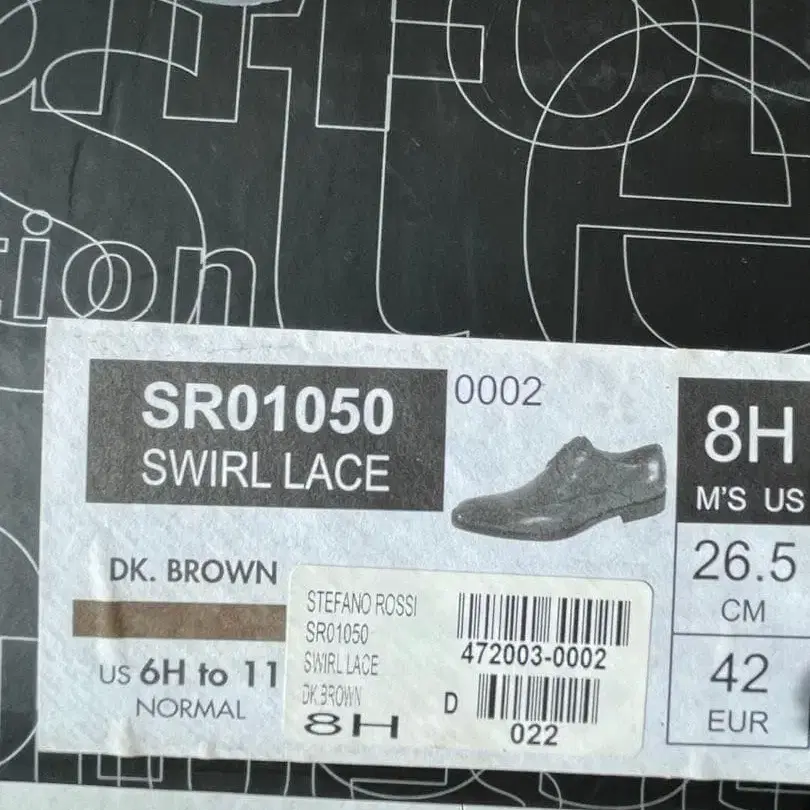 tion
SR01050
SWIRL LACE
0002
8H
M'S US
26.5
CM
42
EUR
DK. BROWN
US 6H to 11
NORMAL
STEFANO ROSSI
SR01050
SWIRL LACE
DK.BROWN
8H
472003-0002
D
022